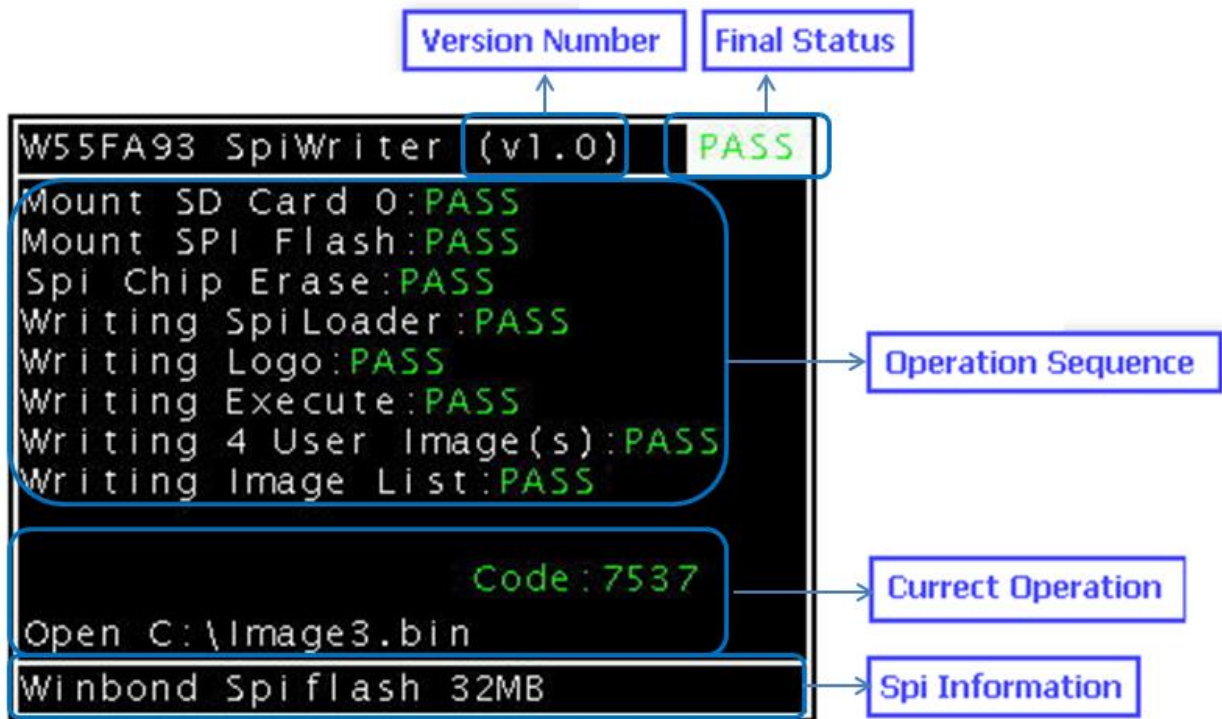 Version Number
Final Status
W55FA93 SpiWriter (v1.0) PASS
Mount SD Card 0:PASS
Mount SPI Flash:PASS
Spi Chip Erase:PASS
Writing SpiLoader:PASS
Writing Logo:PASS
Writing Execute:PASS
Writing 4 User Image(s):PASS
Writing Image List:PASS
Operation Sequence
Code:7537
Currect Operation
Open C:\Image3.bin
Winbond Spiflash 32MB
Spi Information